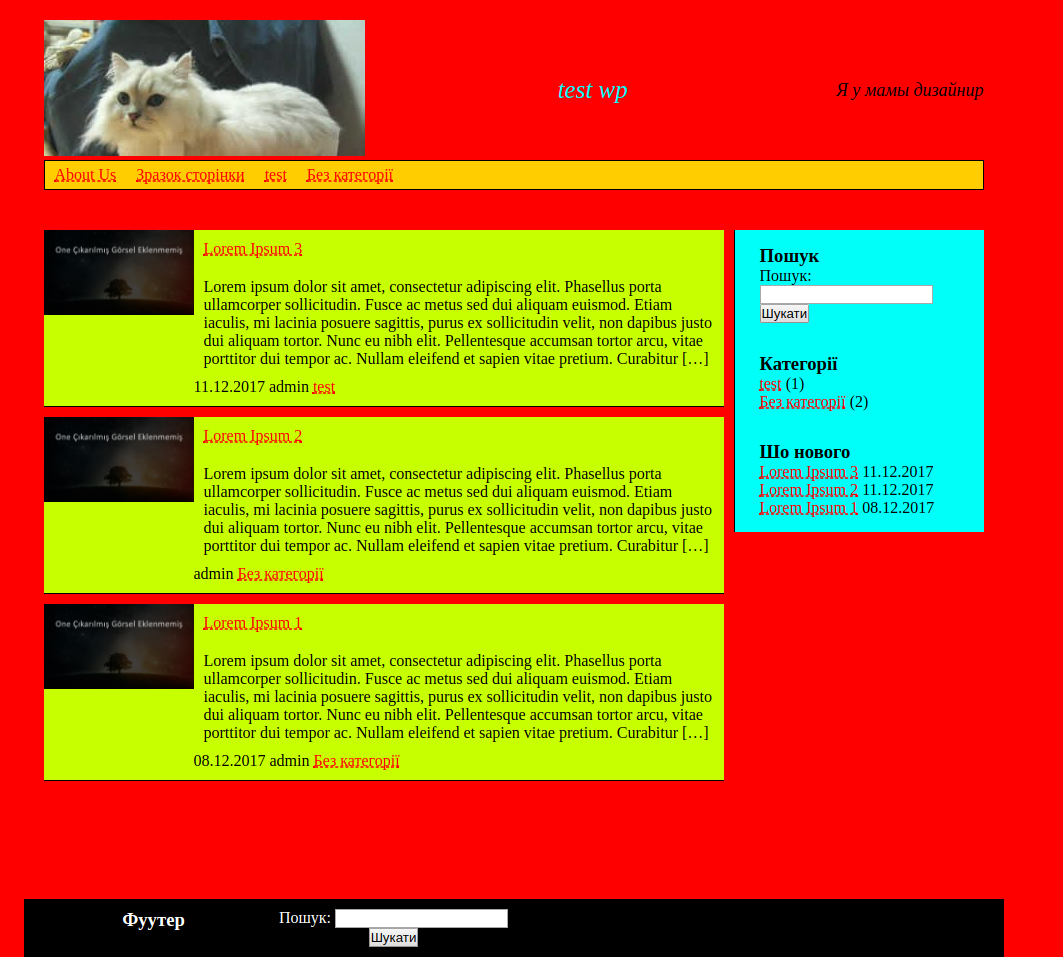 test wp
Я у мамы дизайнир
About Us Зразок сторінки test Без категорії
One Çıkarılmış Görsel Eklenmemiş
Lorem Ipsum 3
Lorem ipsum dolor sit amet, consectetur adipiscing elit. Phasellus porta
ullamcorper sollicitudin. Fusce ac metus sed dui aliquam euismod. Etiam
iaculis, mi lacinia posuere sagittis, purus ex sollicitudin velit, non dapibus justo
dui aliquam tortor. Nunc eu nibh elit. Pellentesque accumsan tortor arcu, vitae
porttitor dui tempor ac. Nullam eleifend et sapien vitae pretium. Curabitur […]
11.12.2017 admin test
One Çıkarılmış Görsel Eklenmemiş
Lorem Ipsum 2
Lorem ipsum dolor sit amet, consectetur adipiscing elit. Phasellus porta
ullamcorper sollicitudin. Fusce ac metus sed dui aliquam euismod. Etiam
iaculis, mi lacinia posuere sagittis, purus ex sollicitudin velit, non dapibus justo
dui aliquam tortor. Nunc eu nibh elit. Pellentesque accumsan tortor arcu, vitae
porttitor dui tempor ac. Nullam eleifend et sapien vitae pretium. Curabitur […]
admin Без категорії
One Çıkarılmış Görsel Eklenmemiş
Lorem Ipsum 1
Lorem ipsum dolor sit amet, consectetur adipiscing elit. Phasellus porta
ullamcorper sollicitudin. Fusce ac metus sed dui aliquam euismod. Etiam
iaculis, mi lacinia posuere sagittis, purus ex sollicitudin velit, non dapibus justo
dui aliquam tortor. Nunc eu nibh elit. Pellentesque accumsan tortor arcu, vitae
porttitor dui tempor ac. Nullam eleifend et sapien vitae pretium. Curabitur […]
08.12.2017 admin Без категорії
Пошук
Пошук:
Шукати
Категорії
test (1)
Без категорії (2)
Шо нового
Lorem Ipsum 3 11.12.2017
Lorem Ipsum 2 11.12.2017
Lorem Ipsum 1 08.12.2017
Фуутер
Пошук:
Шукати